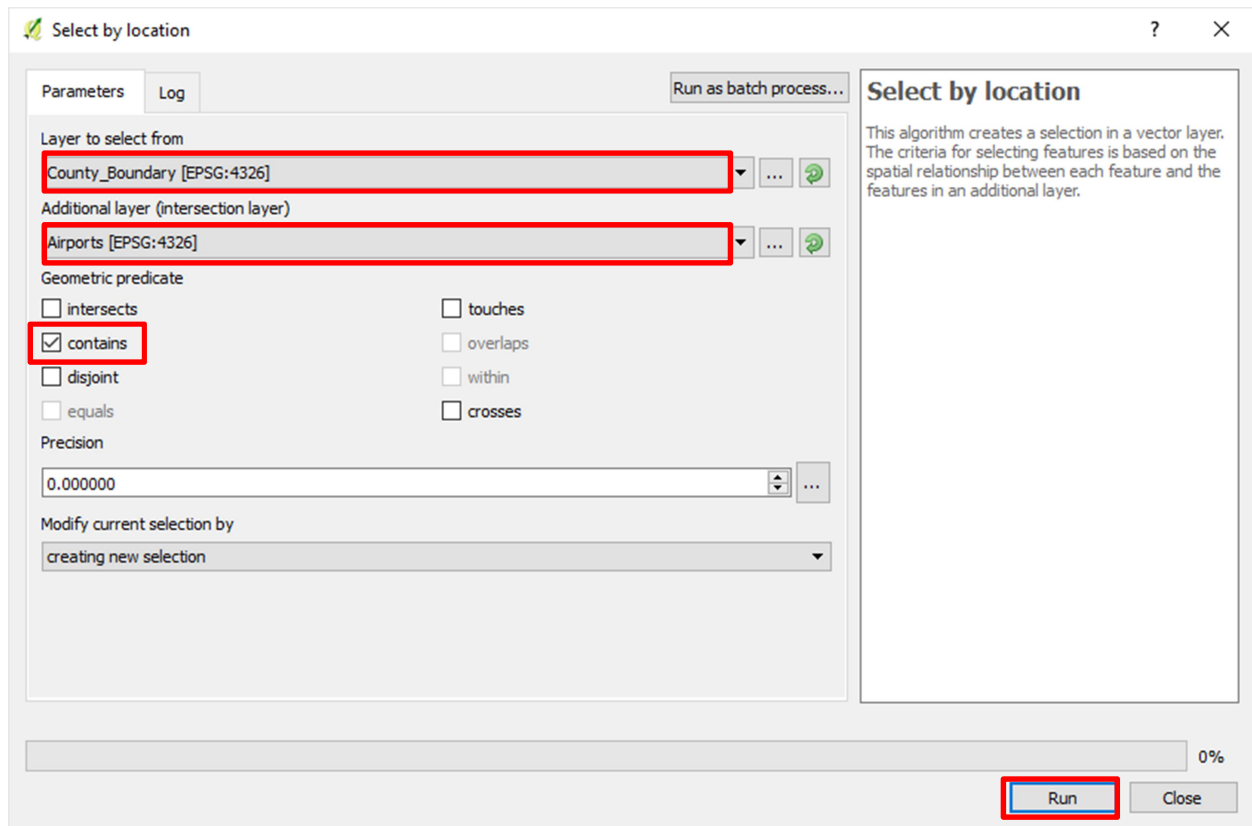 Select by location
?
Parameters
Log
Run as batch process...
Layer to select from
County_Boundary [EPSG:4326]
...
Additional layer (intersection layer)
Airports [EPSG:4326]
...
Geometric predicate
intersects
touches
contains
overlaps
disjoint
within
equals
crosses
Precision
0.000000
...
Modify current selection by
creating new selection
Select by location
This algorithm creates a selection in a vector layer.
The criteria for selecting features is based on the
spatial relationship between each feature and the
features in an additional layer.
0%
Run
Close